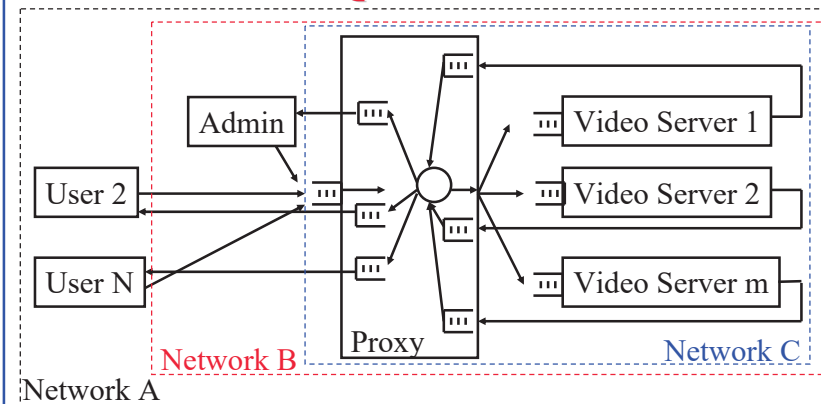 Admin
Video Server 1
User 2
Video Server 2
User N
Video Server m
Proxy
Network B
Network C
Network A